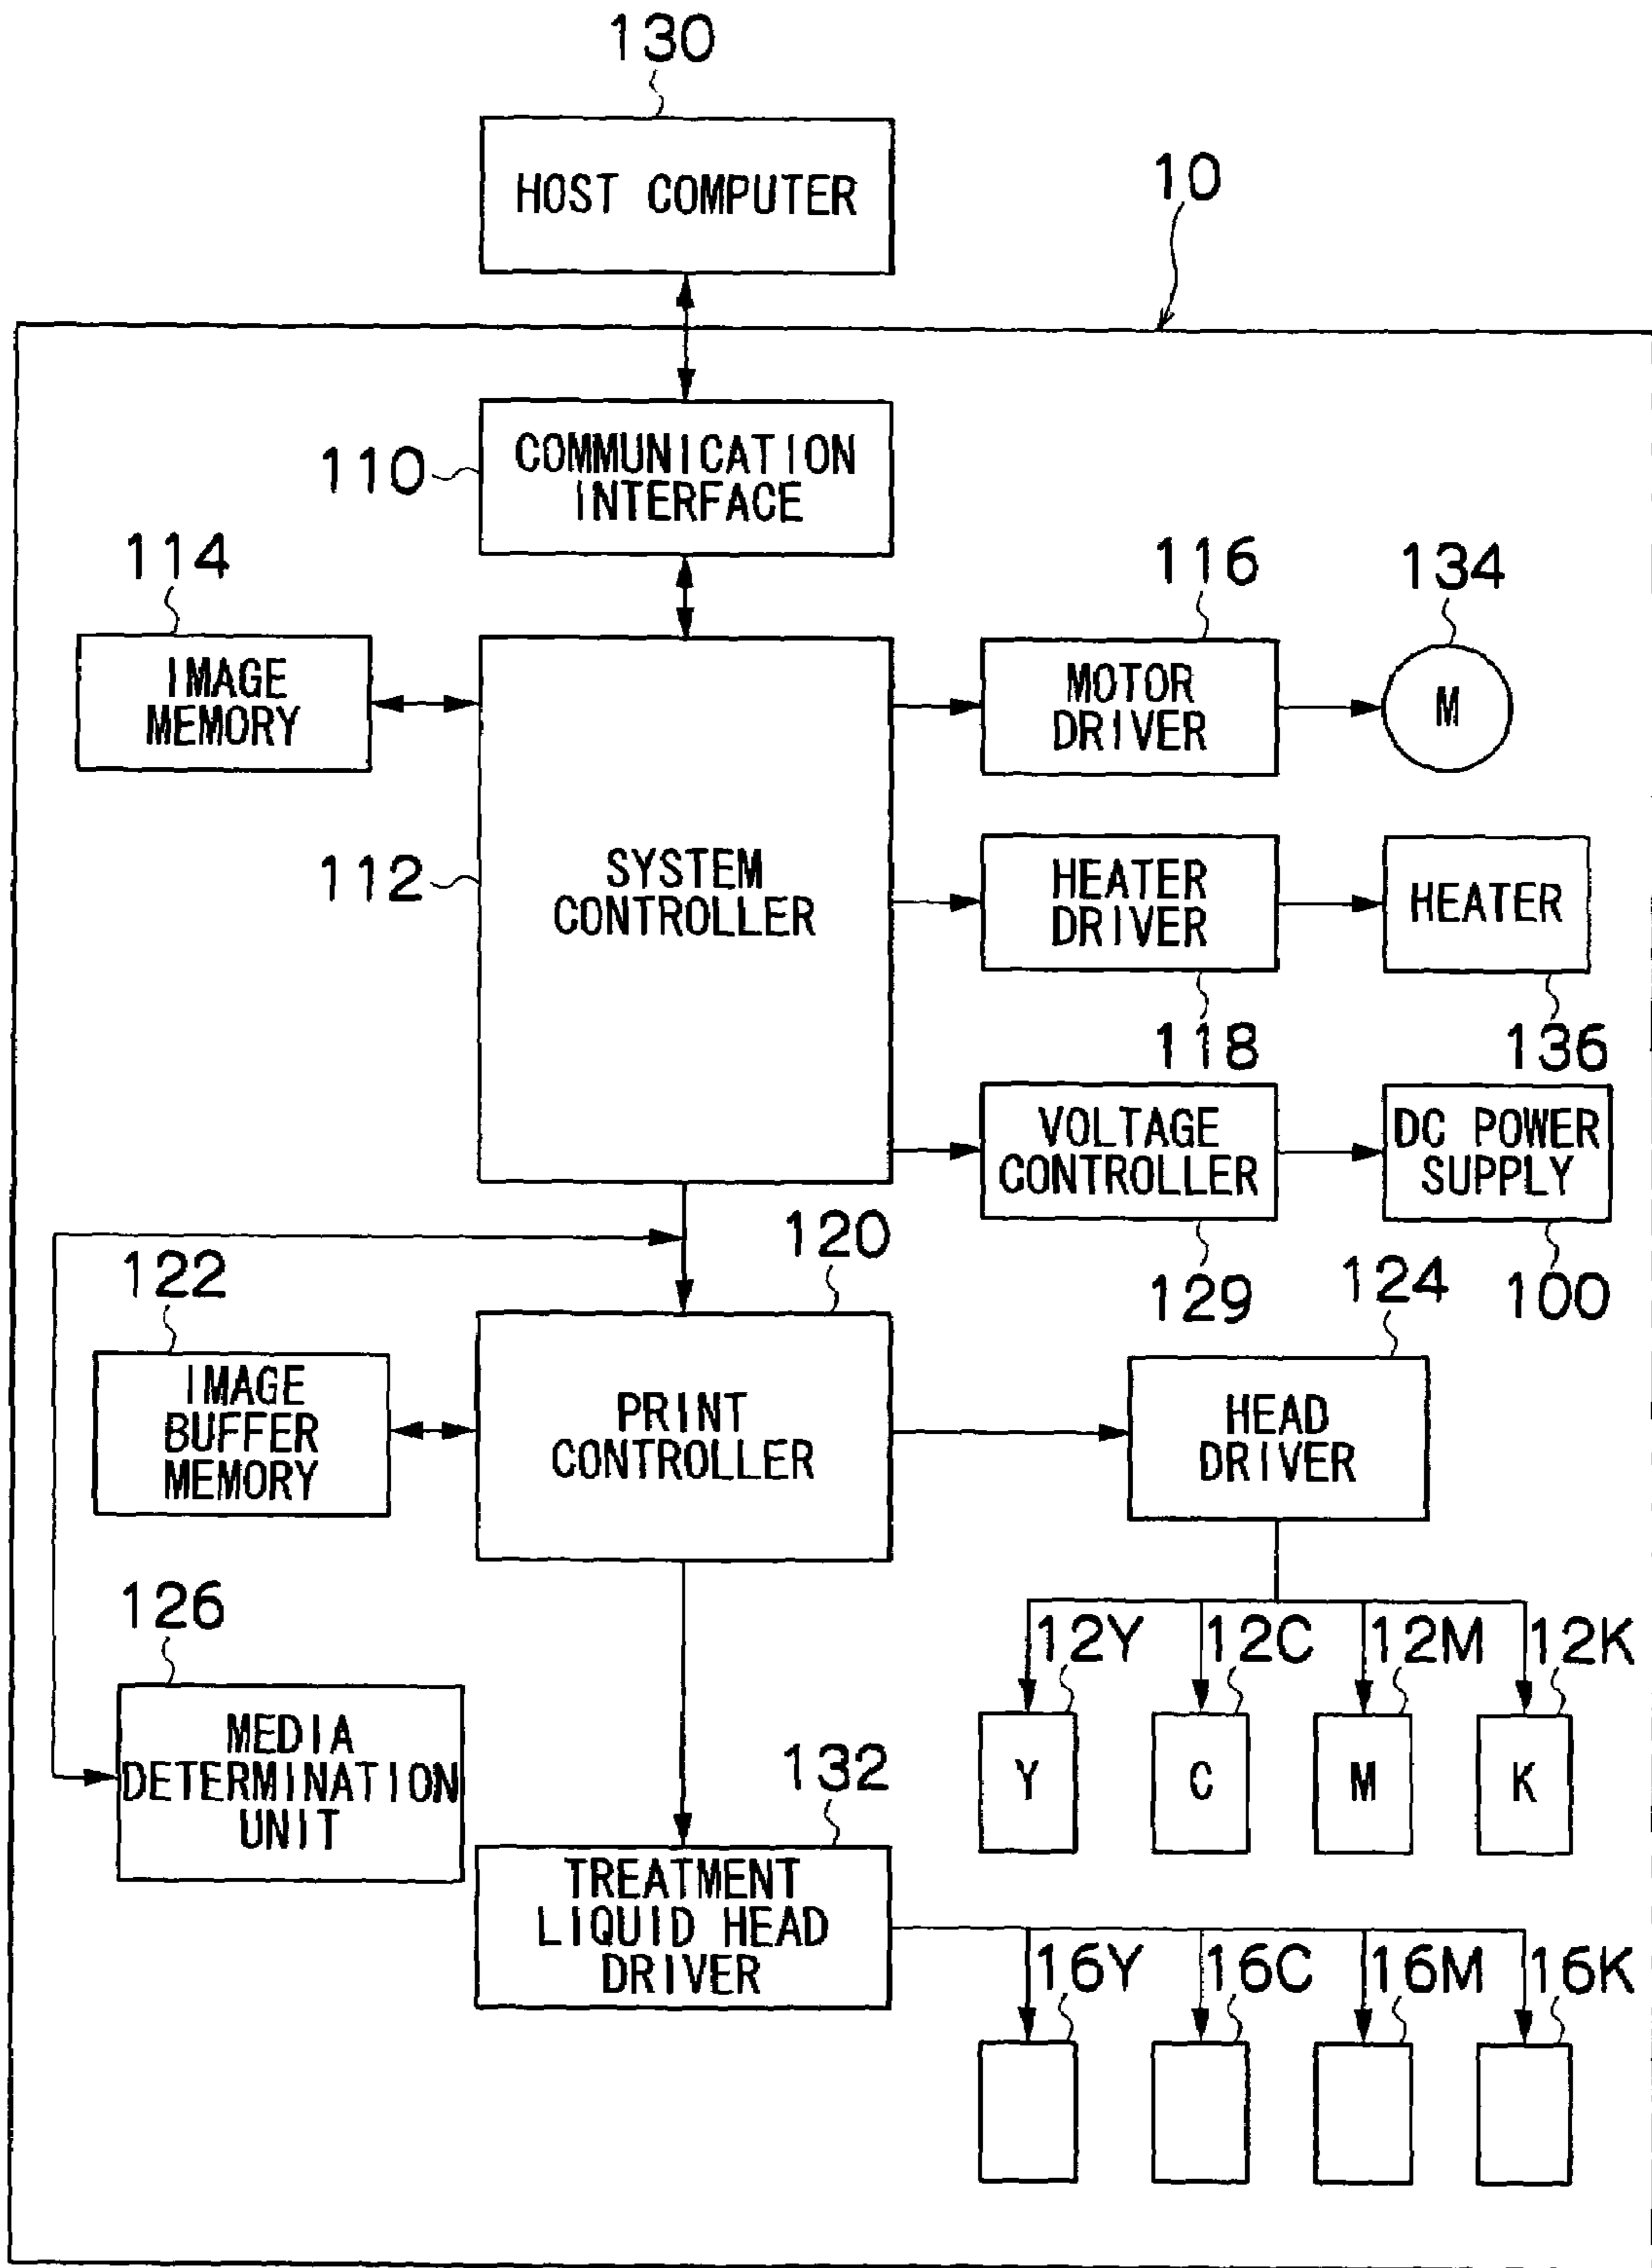 130
HOST COMPUTER
10
110
COMMUNICATION
INTERFACE
114
116
134
IMAGE
MEMORY
MOTOR
DRIVER
M
112
SYSTEM
CONTROLLER
HEATER
DRIVER
HEATER
118
136
VOLTAGE
CONTROLLER
DC POWER
SUPPLY
120
129
100
122
124
IMAGE
BUFFER
MEMORY
PRINT
CONTROLLER
HEAD
DRIVER
126
12Y 12C 12M 12K
MEDIA
DETERMINATION
UNIT
Y C M K
132
TREATMENT
LIQUID HEAD
DRIVER
16Y 16C 16M 16K